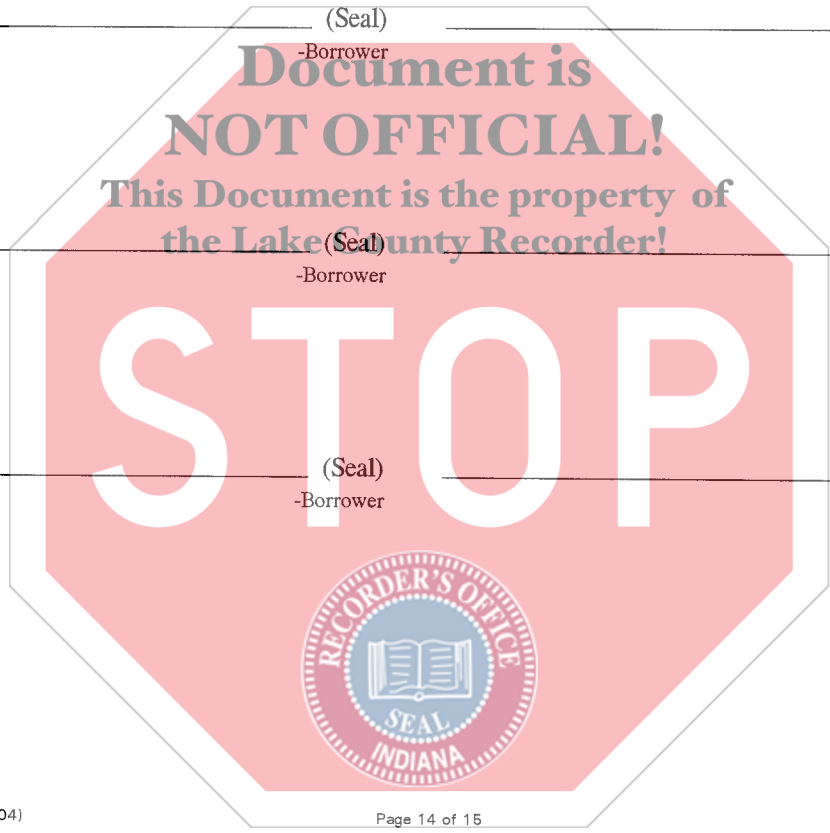 (Seal)
-Borrower
Document is
NOT OFFICIAL!
This Document is the property of
the Lake County Recorder!
(Seal)
-Borrower
STOP
(Seal)
-Borrower
RECORDER'S OFFICE
SEAL
INDIANA
04)
Page 14 of 15